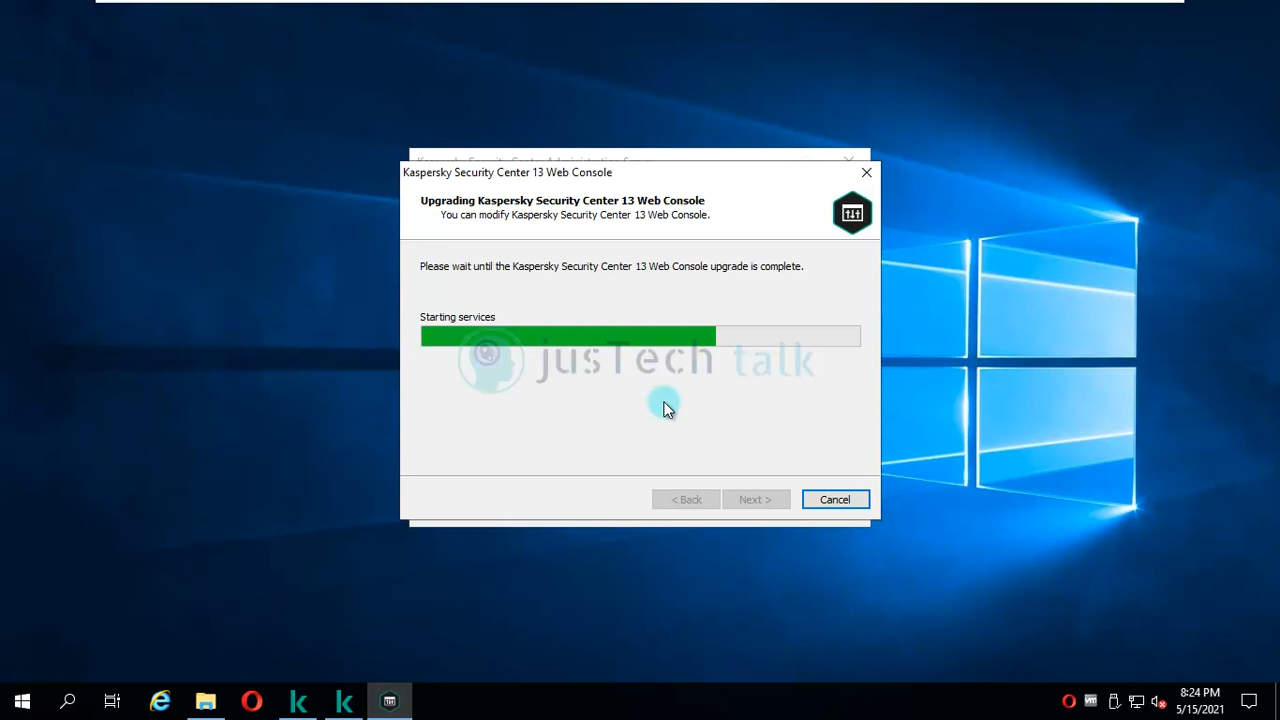 Kaspersky Security Center 13 Web Console
Upgrading Kaspersky Security Center 13 Web Console
You can modify Kaspersky Security Center 13 Web Console.
Please wait until the Kaspersky Security Center 13 Web Console upgrade is complete.
Starting services
jusTech talk
< Back
Next >
Cancel
8:24 PM
5/15/2021